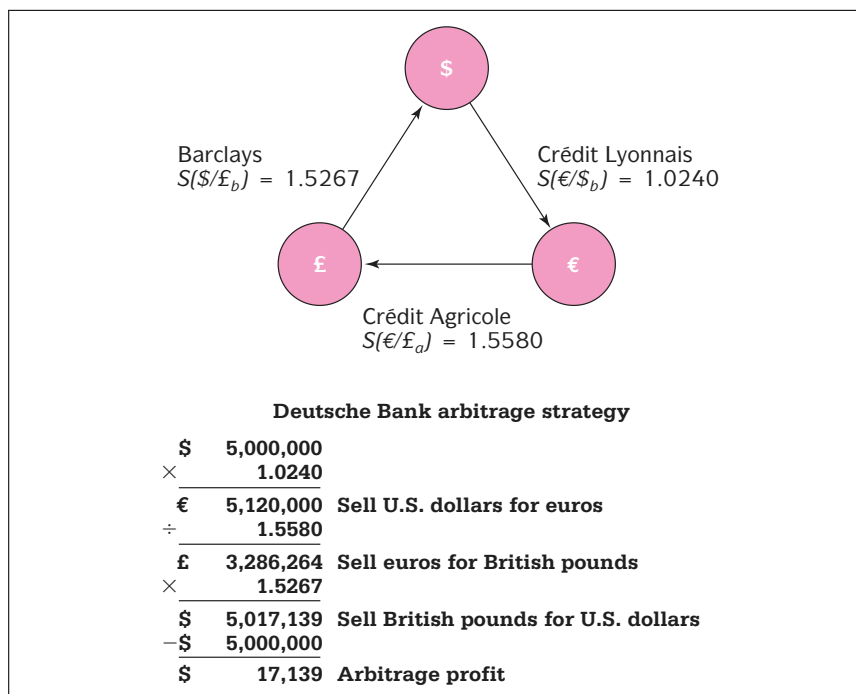 $
Barclays
S($/£b) = 1.5267
Crédit Lyonnais
S(€/$b) = 1.0240
£
€
Crédit Agricole
S(€/£a) = 1.5580
Deutsche Bank arbitrage strategy
$ 5,000,000
× 1.0240
€ 5,120,000 Sell U.S. dollars for euros
÷ 1.5580
£ 3,286,264 Sell euros for British pounds
× 1.5267
$ 5,017,139 Sell British pounds for U.S. dollars
−$ 5,000,000
$ 17,139 Arbitrage profit